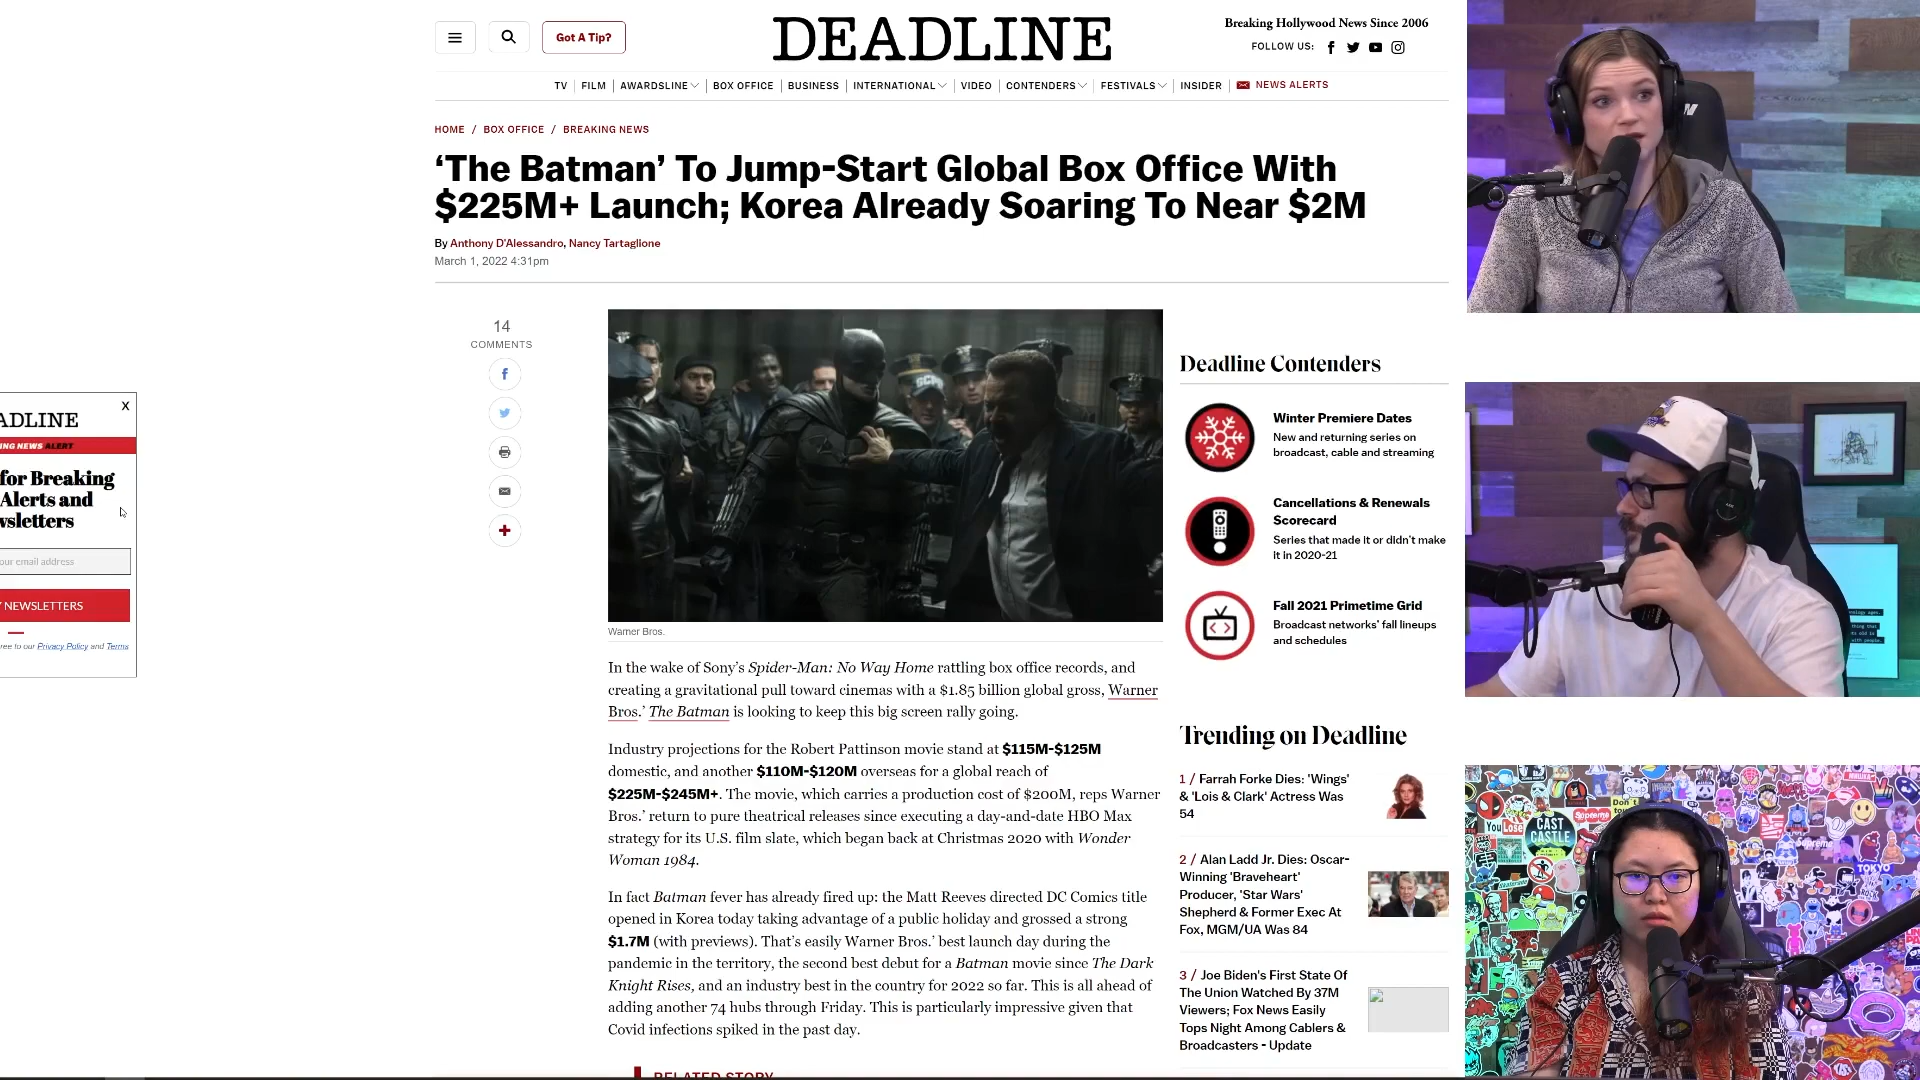 Got A Tip?
DEADLINE
Breaking Hollywood News Since 2006
FOLLOW US:
TV
FILM
AWARDSLINE
BOX OFFICE
BUSINESS
INTERNATIONAL
VIDEO
CONTENDERS
FESTIVALS
INSIDER
NEWS ALERTS
HOME / BOX OFFICE / BREAKING NEWS
‘The Batman’ To Jump-Start Global Box Office With
$225M+ Launch; Korea Already Soaring To Near $2M
By Anthony D'Alessandro, Nancy Tartaglione
March 1, 2022 4:31pm
14
COMMENTS
X
ADLINE
NG NEWS ALERT
for Breaking
Alerts and
wsletters
our email address
NEWSLETTERS
ree to our Privacy Policy and Terms
Warner Bros.
In the wake of Sony’s Spider-Man: No Way Home rattling box office records, and
creating a gravitational pull toward cinemas with a $1.85 billion global gross, Warner
Bros.’ The Batman is looking to keep this big screen rally going.
Industry projections for the Robert Pattinson movie stand at $115M-$125M
domestic, and another $110M-$120M overseas for a global reach of
$225M-$245M+. The movie, which carries a production cost of $200M, reps Warner
Bros.’ return to pure theatrical releases since executing a day-and-date HBO Max
strategy for its U.S. film slate, which began back at Christmas 2020 with Wonder
Woman 1984.
In fact Batman fever has already fired up: the Matt Reeves directed DC Comics title
opened in Korea today taking advantage of a public holiday and grossed a strong
$1.7M (with previews). That’s easily Warner Bros.’ best launch day during the
pandemic in the territory, the second best debut for a Batman movie since The Dark
Knight Rises, and an industry best in the country for 2022 so far. This is all ahead of
adding another 74 hubs through Friday. This is particularly impressive given that
Covid infections spiked in the past day.
RELATED STORY
Deadline Contenders
Winter Premiere Dates
New and returning series on
broadcast, cable and streaming
Cancellations & Renewals
Scorecard
Series that made it or didn't make
it in 2020-21
Fall 2021 Primetime Grid
Broadcast networks' fall lineups
and schedules
Trending on Deadline
1 / Farrah Forke Dies: 'Wings'
& 'Lois & Clark' Actress Was
54
2 / Alan Ladd Jr. Dies: Oscar-
Winning 'Braveheart'
Producer, 'Star Wars'
Shepherd & Former Exec At
Fox, MGM/UA Was 84
3 / Joe Biden's First State Of
The Union Watched By 37M
Viewers; Fox News Easily
Tops Night Among Cablers &
Broadcasters - Update
You Lose
CAST
CASTLE
Don't
Supreme
Supreme
TOKYO